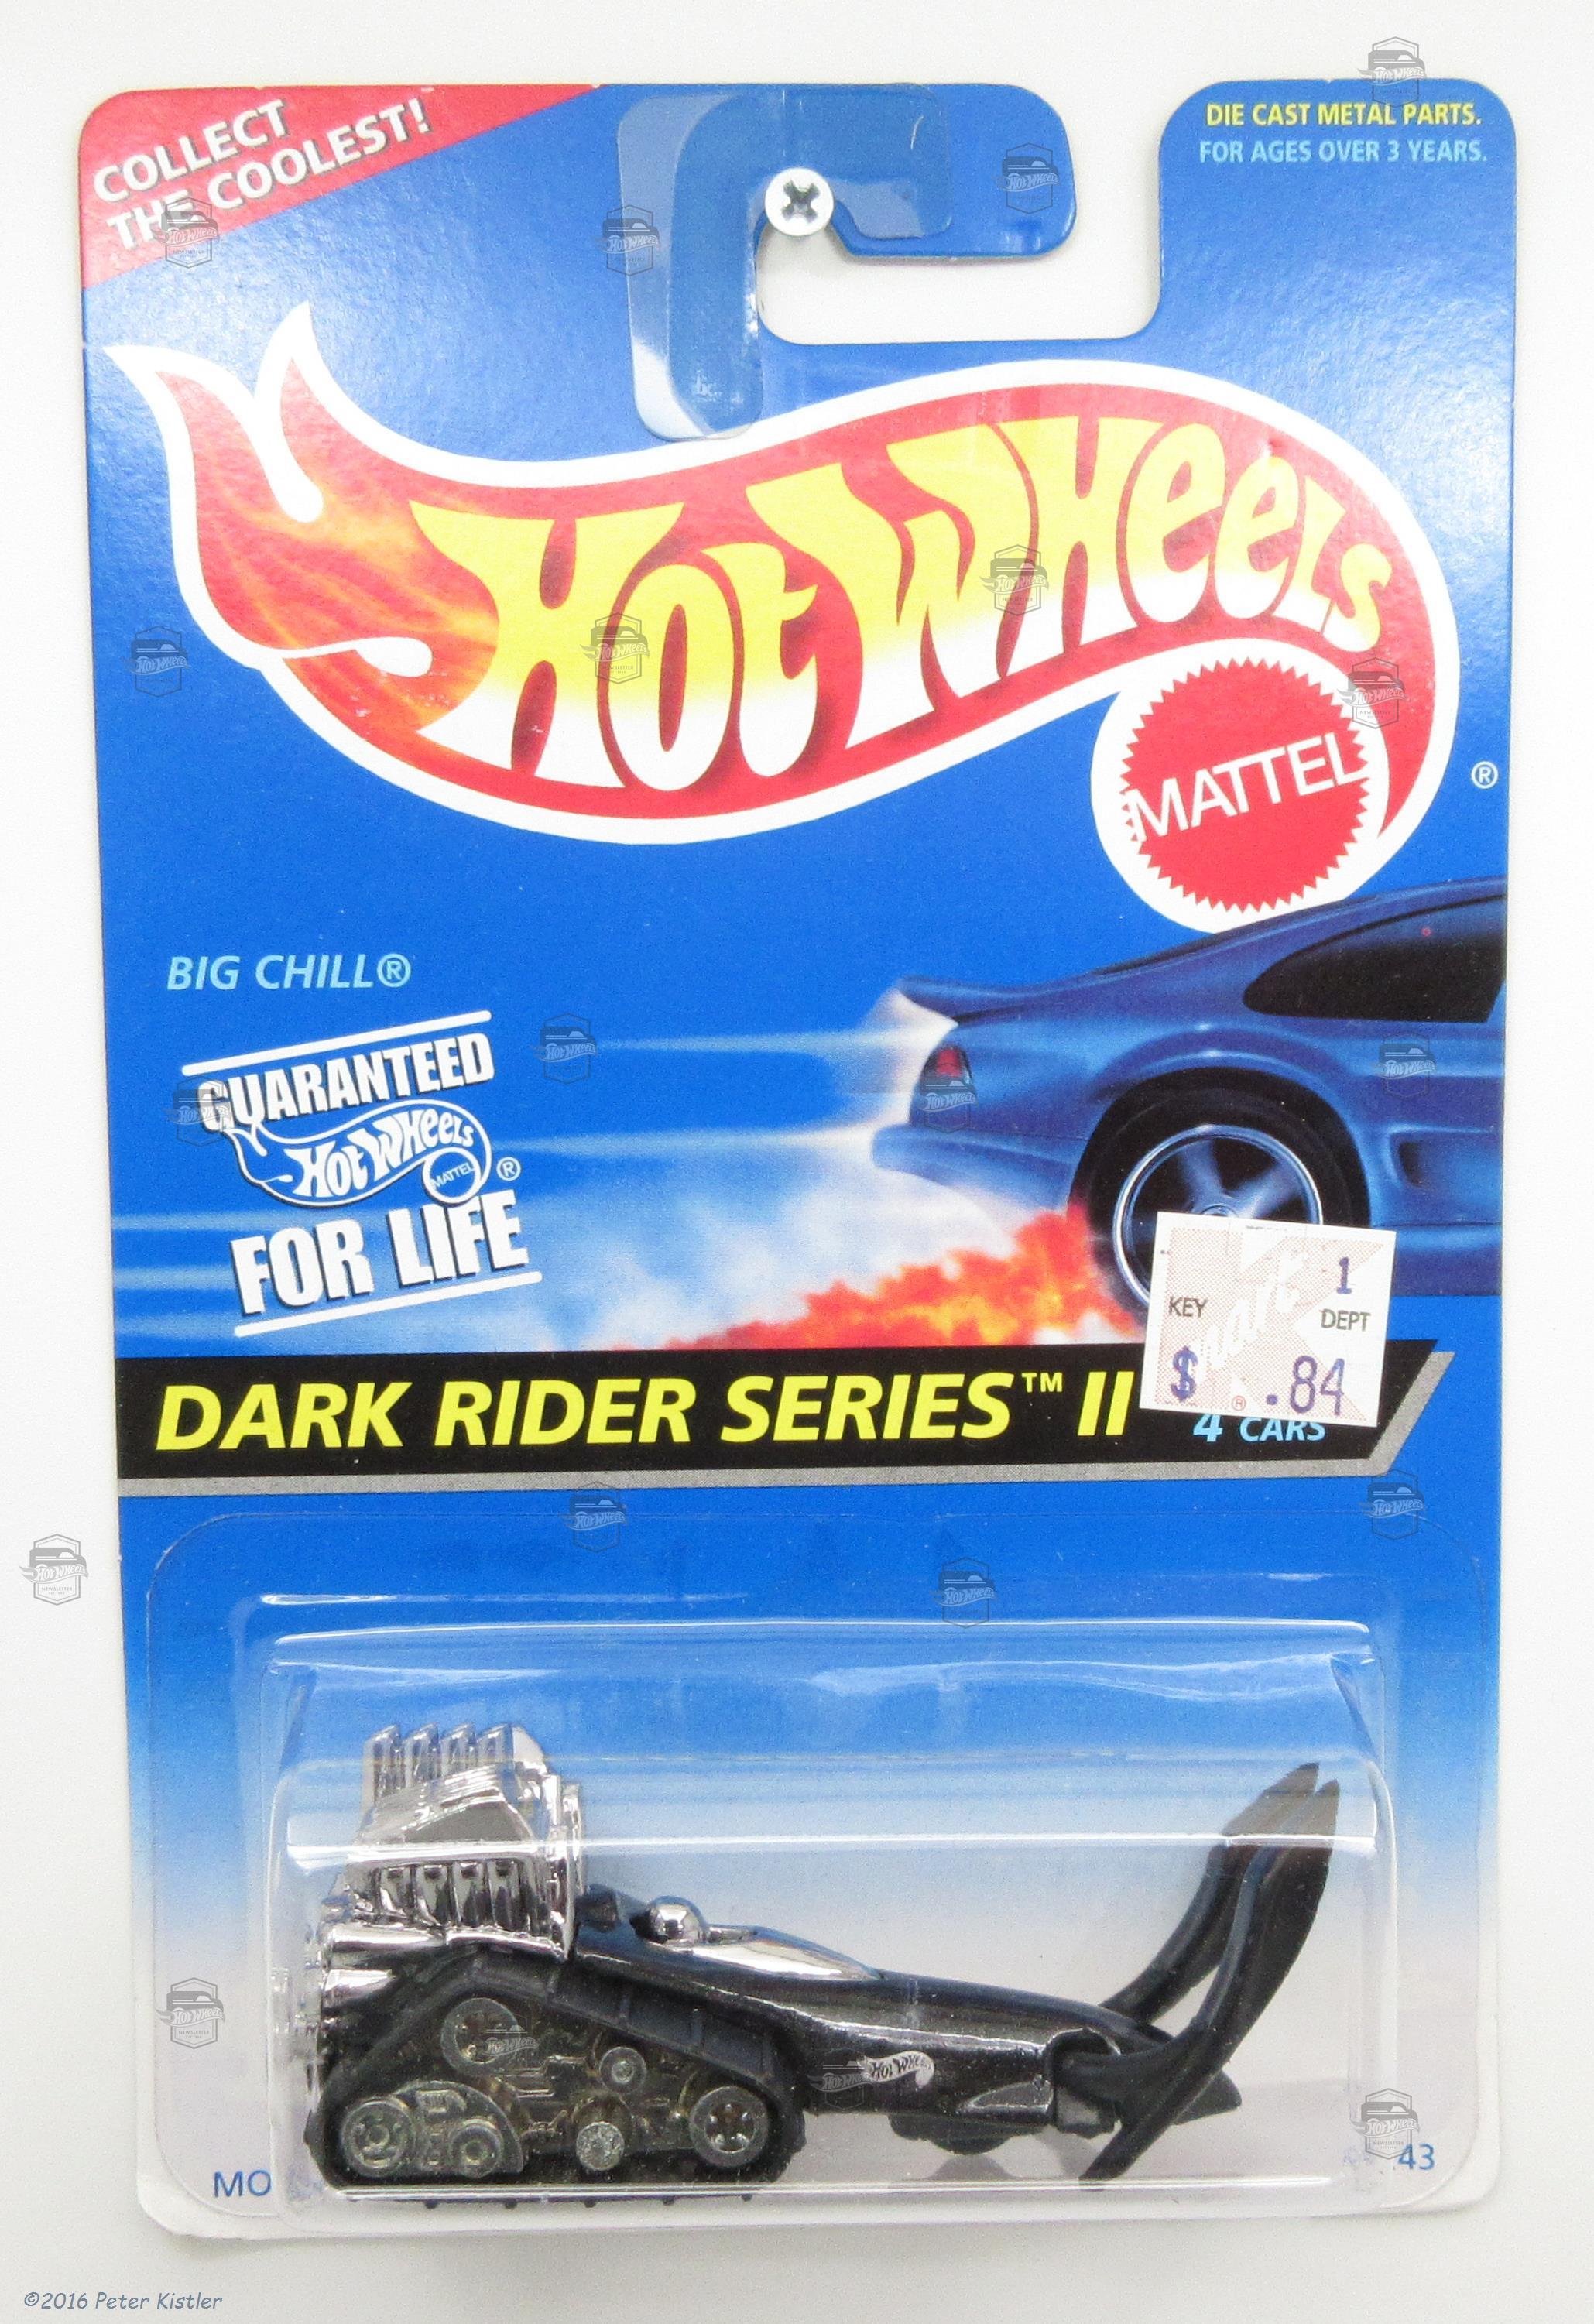 COLLECT
THE COOLEST!
DIE CAST METAL PARTS.
FOR AGES OVER 3 YEARS.
Hot Wheels
MATTEL
®
BIG CHILL®
GUARANTEED
Hot Wheels
MATTEL ®
FOR LIFE
KEY
1
DEPT
$ .84
®
DARK RIDER SERIES™ II
4 CARS
Hot Wheels
MO
43
©2016 Peter Kistler